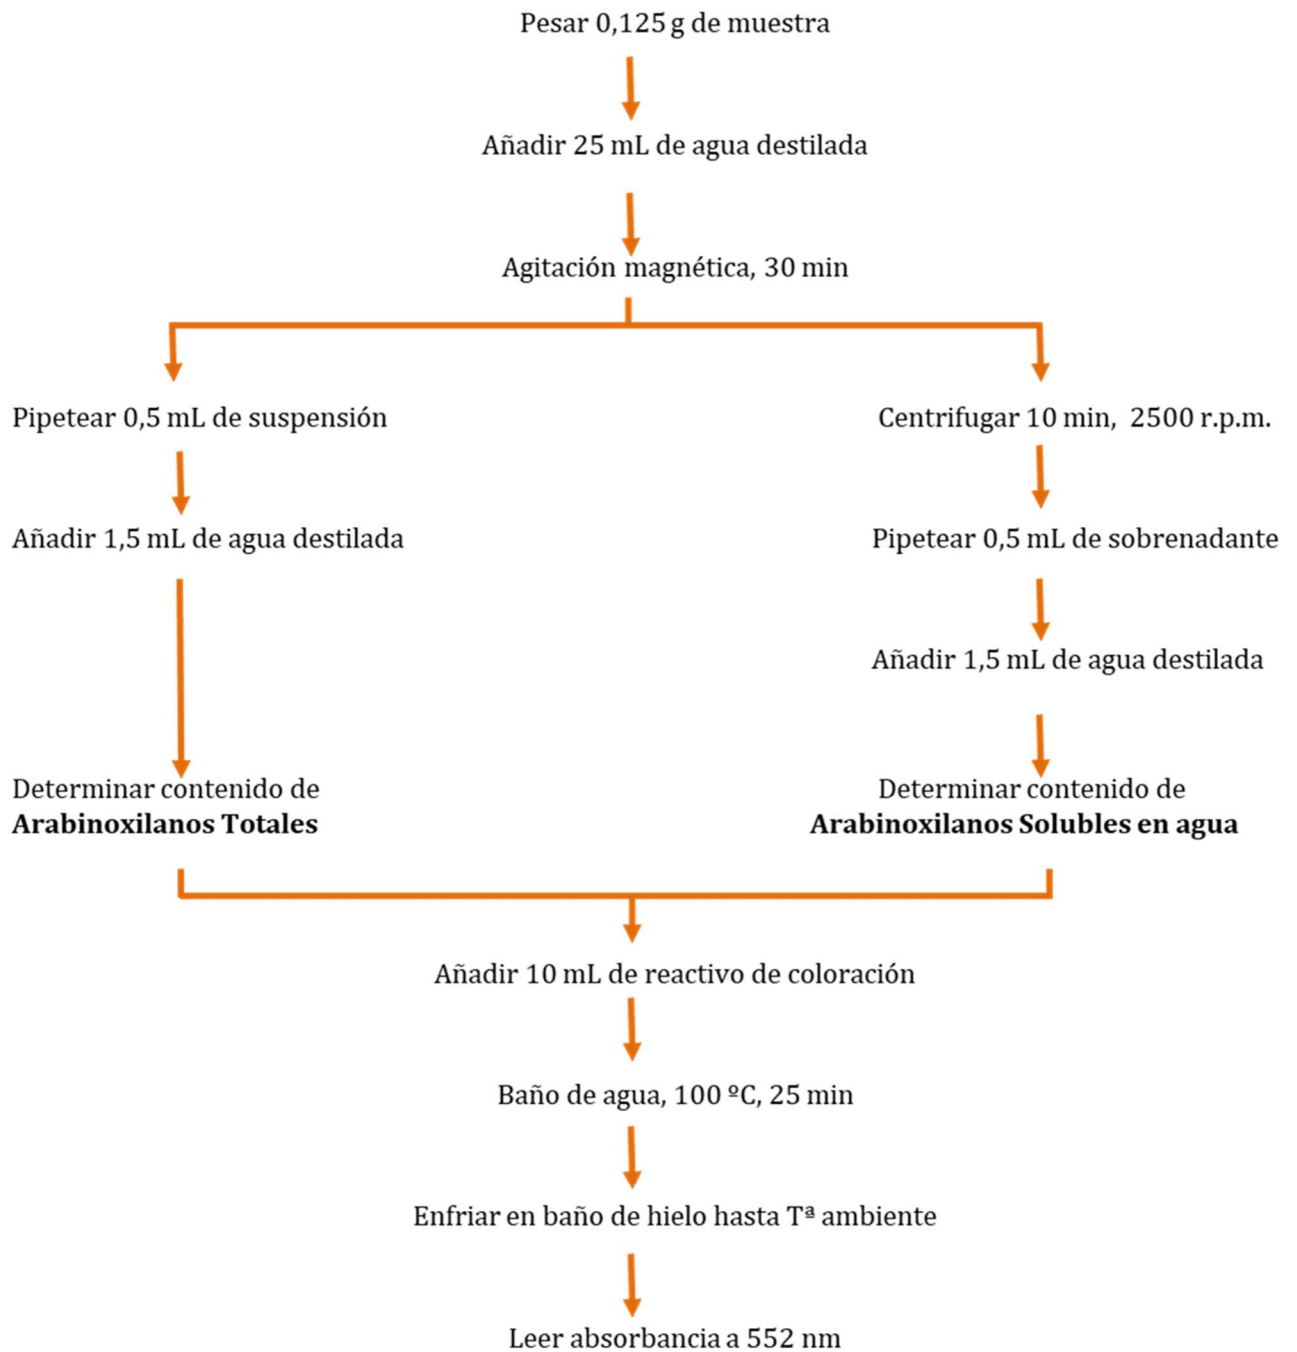 Pesar 0,125 g de muestra
Añadir 25 mL de agua destilada
Agitación magnética, 30 min
Pipetear 0,5 mL de suspensión
Añadir 1,5 mL de agua destilada
Determinar contenido de
Arabinoxilanos Totales
Centrifugar 10 min, 2500 r.p.m.
Pipetear 0,5 mL de sobrenadante
Añadir 1,5 mL de agua destilada
Determinar contenido de
Arabinoxilanos Solubles en agua
Añadir 10 mL de reactivo de coloración
Baño de agua, 100 ºC, 25 min
Enfriar en baño de hielo hasta Tª ambiente
Leer absorbancia a 552 nm